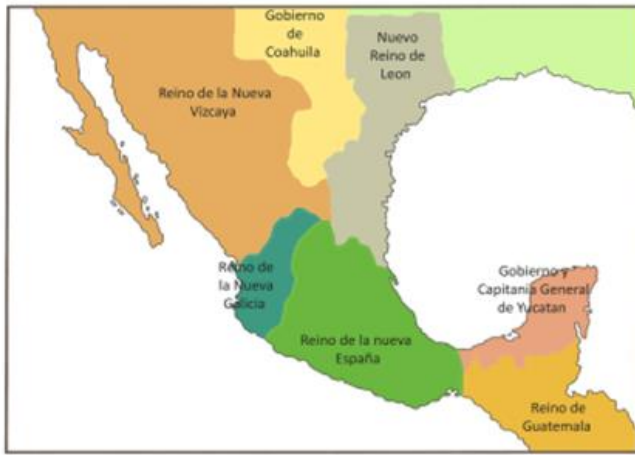 Gobierno
de
Coahuila
Nuevo
Reino de
Leon
Reino de la Nueva
Vizcaya
Reino de
la Nueva
Galicia
Gobierno y
Capitania General
de Yucatan
Reino de la nueva
España
Reino de
Guatemala